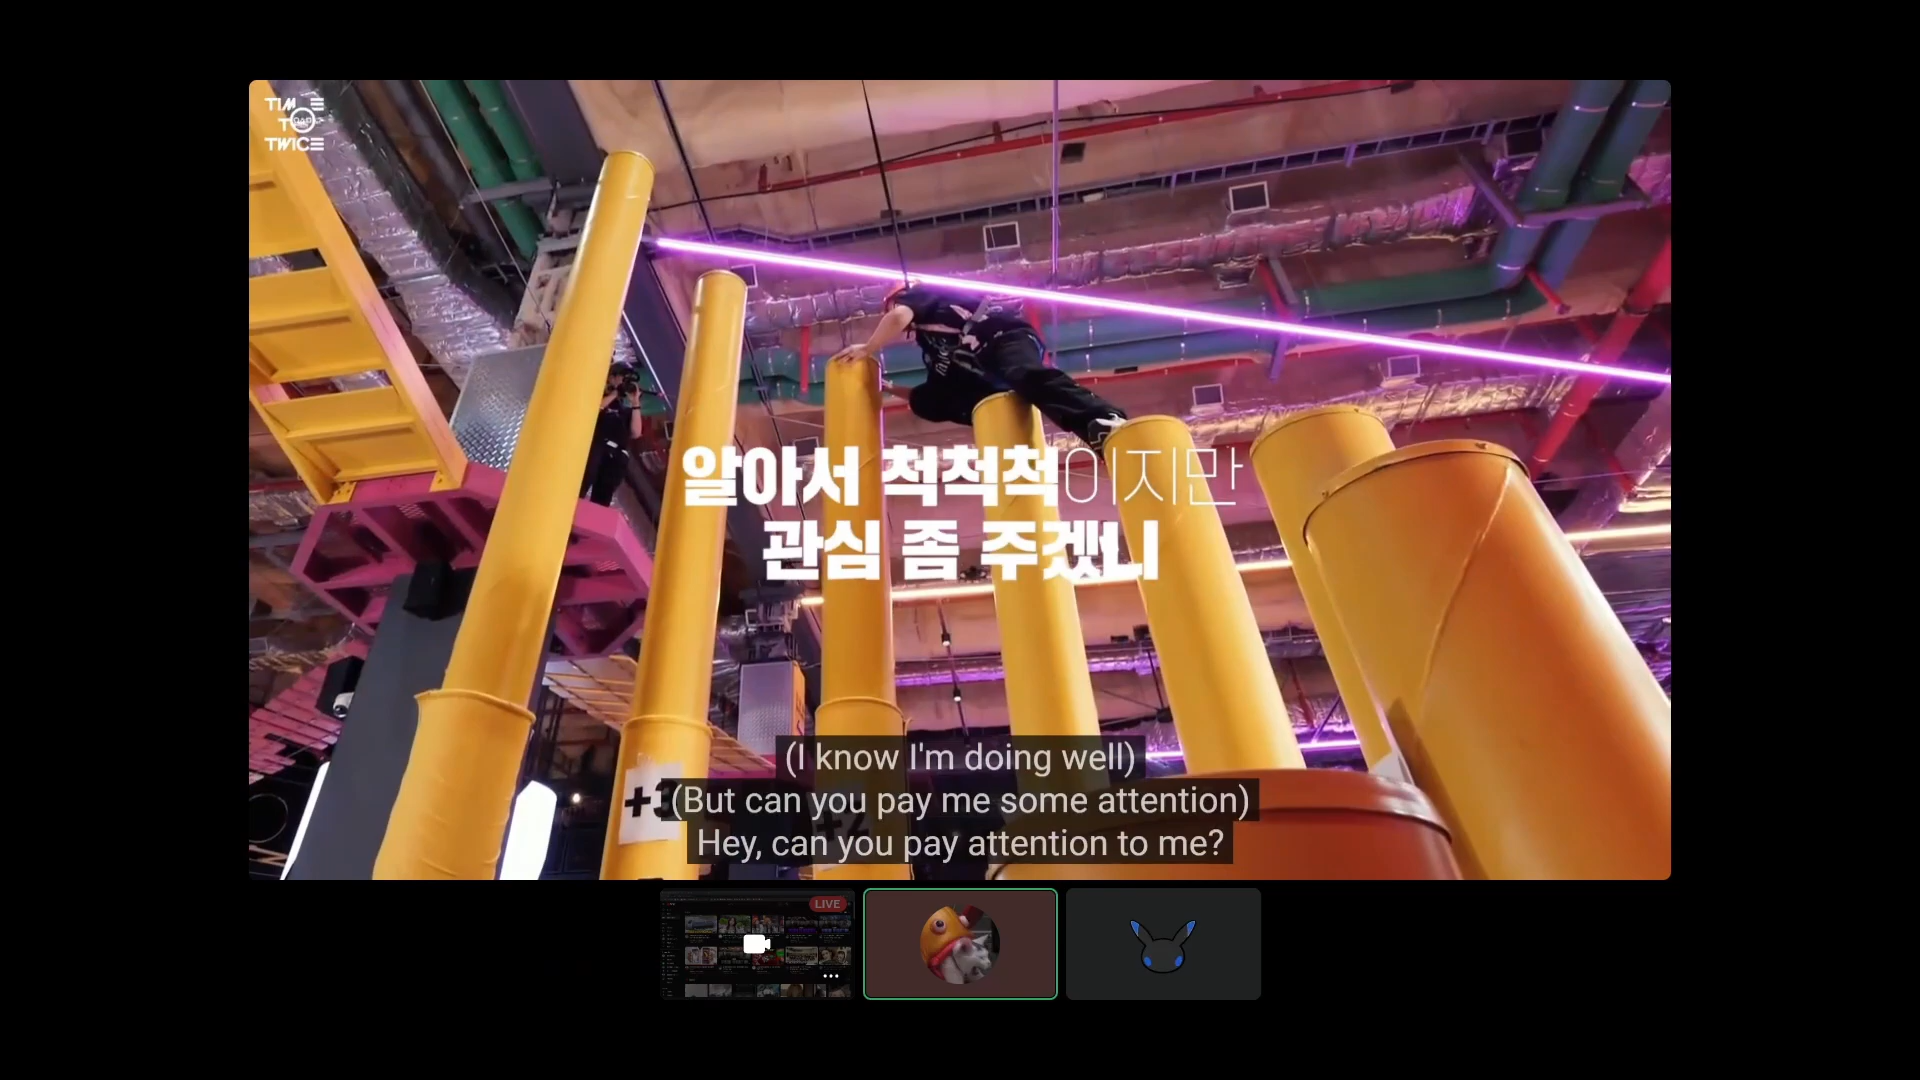 TIME
TO
TWICE
알아서 척척척이지만
관심 좀 주겠니
(I know I'm doing well)
(But can you pay me some attention)
Hey, can you pay attention to me?
+3
LIVE